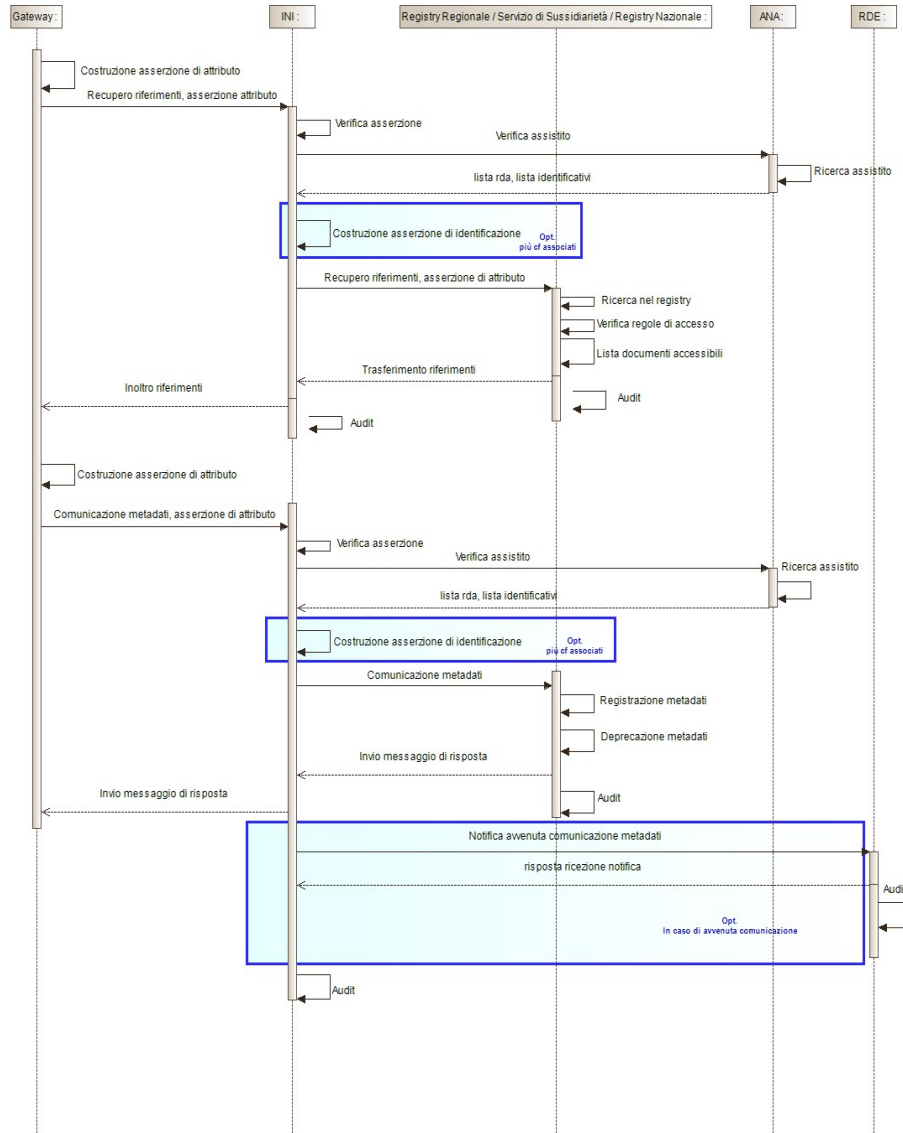 Gateway :
INI :
Registry Regionale / Servizio di Sussidiarietà / Registry Nazionale :
ANA :
RDE :
Costruzione asserzione di attributo
Recupero riferimenti, asserzione attributo
Verifica asserzione
Verifica assistito
Ricerca assistito
lista rda, lista identificativi
Costruzione asserzione di identificazione
Opt.
più cf associati
Recupero riferimenti, asserzione di attributo
Ricerca nel registry
Verifica regole di accesso
Lista documenti accessibili
Trasferimento riferimenti
Inoltro riferimenti
Audit
Audit
Costruzione asserzione di attributo
Comunicazione metadati, asserzione di attributo
Verifica asserzione
Verifica assistito
Ricerca assistito
lista rda, lista identificativi
Costruzione asserzione di identificazione
Opt.
più cf associati
Comunicazione metadati
Registrazione metadati
Deprecazione metadati
Invio messaggio di risposta
Invio messaggio di risposta
Audit
Notifica avvenuta comunicazione metadati
risposta ricezione notifica
Audi
Opt.
In caso di avvenuta comunicazione
Audit